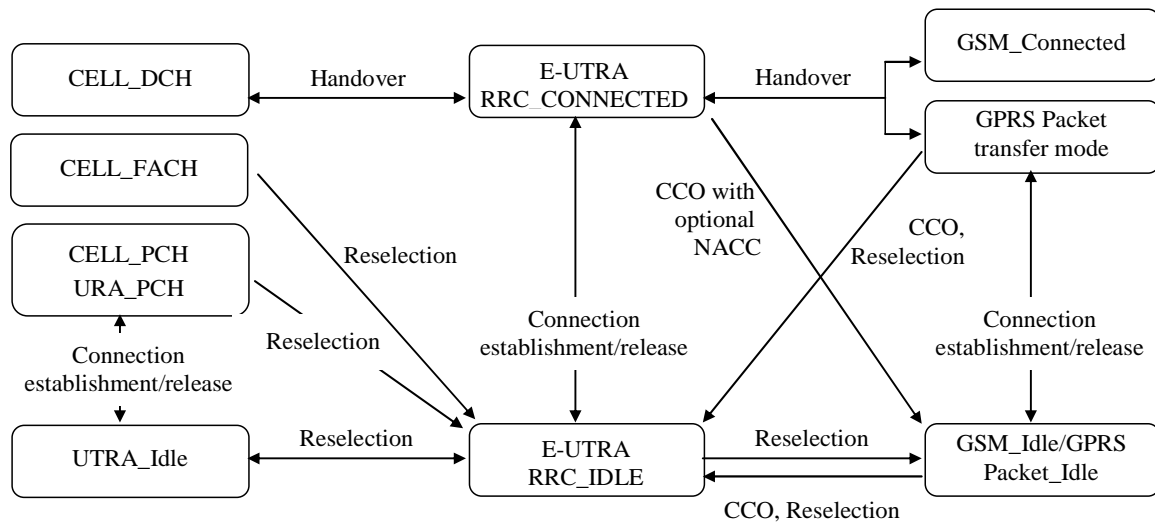 GSM_Connected
CELL_DCH
Handover
E-UTRA
RRC_CONNECTED
Handover
GPRS Packet
transfer mode
CELL_FACH
CCO with
optional
NACC
CCO,
Reselection
CELL_PCH
URA_PCH
Reselection
Reselection
Connection
establishment/release
Connection
establishment/release
Connection
establishment/release
UTRA_Idle
Reselection
E-UTRA
RRC_IDLE
Reselection
GSM_Idle/GPRS
Packet_Idle
CCO, Reselection